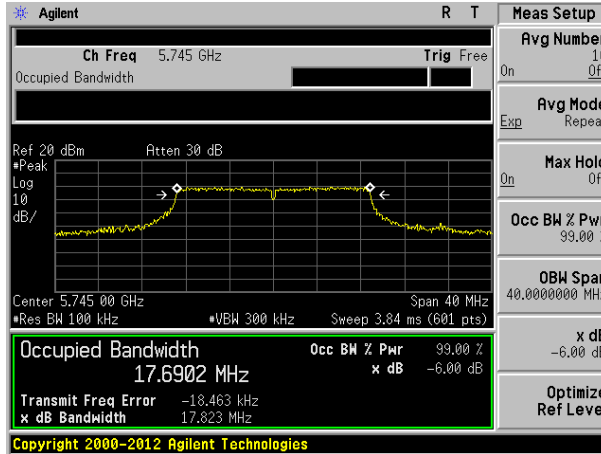 Agilent R T Meas Setup
Ch Freq 5.745 GHz Trig Free
Occupied Bandwidth
Avg Number
On
Avg Mode
Exp Repea
Ref 20 dBm Atten 30 dB
#Peak
Log
10
dB/
Max Hold
On
Occ BW % Pwr
99.00
Center 5.745 00 GHz Span 40 MHz
#Res BW 100 kHz #VBW 300 kHz Sweep 3.84 ms (601 pts)
OBW Span
40.0000000 MH
Occupied Bandwidth Occ BW % Pwr 99.00 %
17.6902 MHz x dB -6.00 dB
Transmit Freq Error -18.463 kHz
x dB Bandwidth 17.823 MHz
x dB
-6.00 dB
Optimize
Ref Level
Copyright 2000-2012 Agilent Technologies